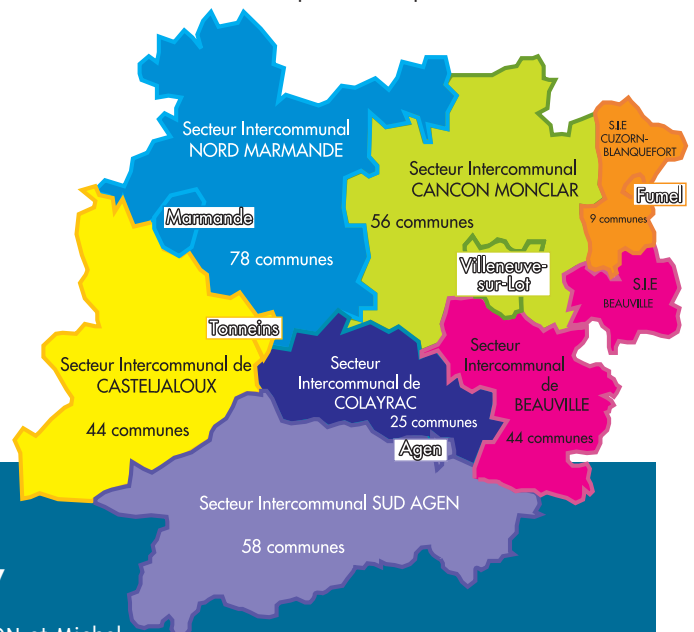 Secteur Intercommunal
NORD MARMANDE
78 communes
Marmande
Secteur Intercommunal
CANCON MONCLAR
56 communes
S.I.E
CUZORN-
BLANQUEFORT
9 communes
Fumel
Villeneuve-
sur-Lot
S.I.E
BEAUVILLE
Tonneins
Secteur Intercommunal de
CASTELJALOUX
44 communes
Secteur
Intercommunal de
COLAYRAC
25 communes
Agen
Secteur
Intercommunal
de
BEAUVILLE
44 communes
Secteur Intercommunal SUD AGEN
58 communes
et Michel